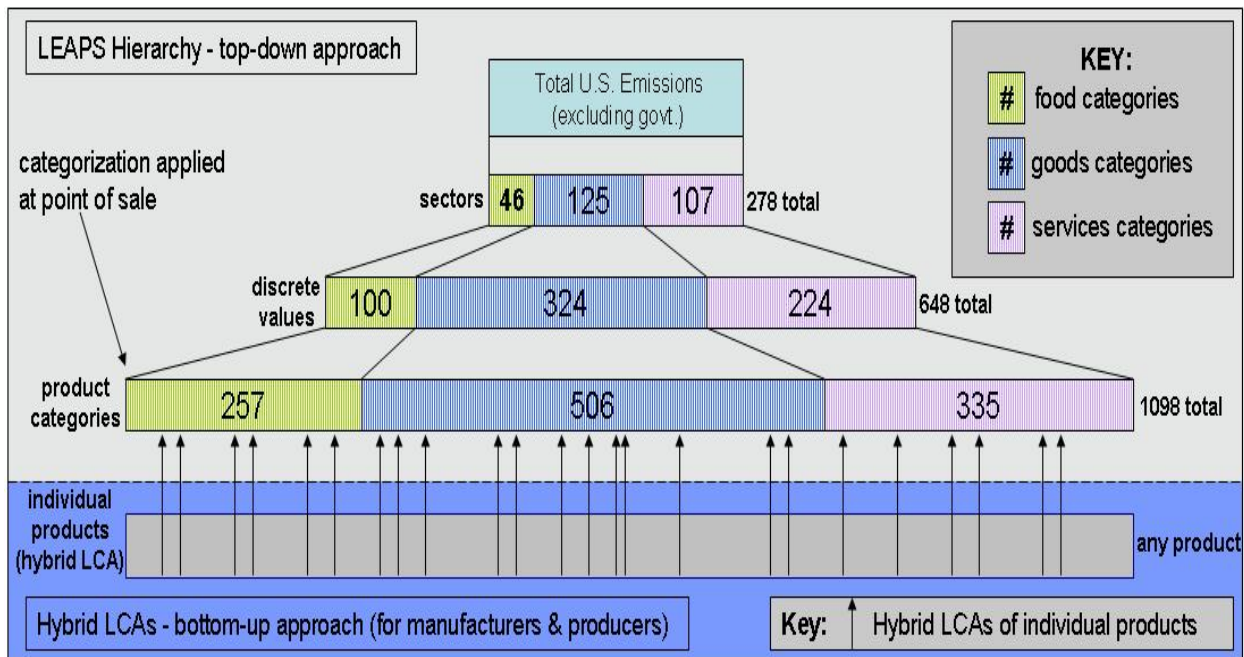 LEAPS Hierarchy - top-down approach
Total U.S. Emissions
(excluding govt.)
KEY:
# food categories
# goods categories
# services categories
categorization applied
at point of sale
sectors 46 125 107 278 total
discrete
values
100 324 224 648 total
product
categories
257 506 335 1098 total
individual
products
(hybrid LCA)
any product
Hybrid LCAs - bottom-up approach (for manufacturers & producers)
Key: Hybrid LCAs of individual products